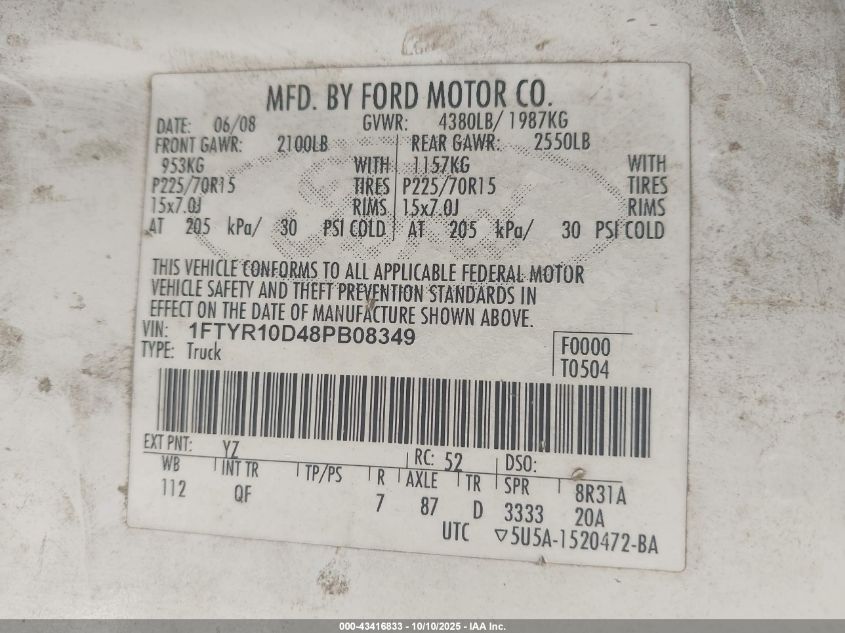 MFD. BY FORD MOTOR CO.
DATE: 06/08 GVWR: 4380LB/ 1987KG
FRONT GAWR: 2100LB REAR GAWR: 2550LB
953KG WITH 1157KG WITH
P225/70R15 TIRES P225/70R15 TIRES
15x7.0J RIMS 15x7.0J RIMS
AT 205 kPa/ 30 PSI COLD AT 205 kPa/ 30 PSI COLD
THIS VEHICLE CONFORMS TO ALL APPLICABLE FEDERAL MOTOR
VEHICLE SAFETY AND THEFT PREVENTION STANDARDS IN
EFFECT ON THE DATE OF MANUFACTURE SHOWN ABOVE.
VIN: 1FTYR10D48PB08349
TYPE: Truck
F0000
T0504
EXT PNT: YZ RC: 52 DSO:
WB INT TR TP/PS R AXLE TR SPR 8R31A
112 QF 7 87 D 3333 20A
UTC ▽5U5A-1520472-BA
000-43416833 - 10/10/2025 - IAA Inc.